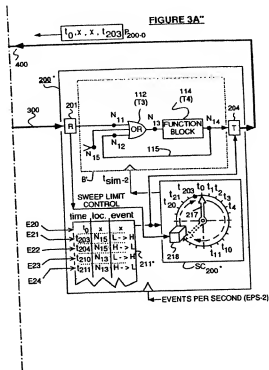 FIGURE 3A"
t0, x, x, t203 P200-0
400
200"
300
201
R
112
(T3)
114
(T4)
204
N11
OR
N
13
FUNCTION
BLOCK
N14
T
N12
N15
115
B"
tsim-2
SWEEP LIMIT
CONTROL
time loc. event
E20 t0 x x
E21 t203 N15 L->H
E22 t204 N15 H->L
E23 t210 N13 L->H
E24 t211 N13 H->L
211"
t203 t0 t1 t2
t21 t3
t20 t4
217
t11 t10
218
SC200"
EVENTS PER SECOND (EPS-2)